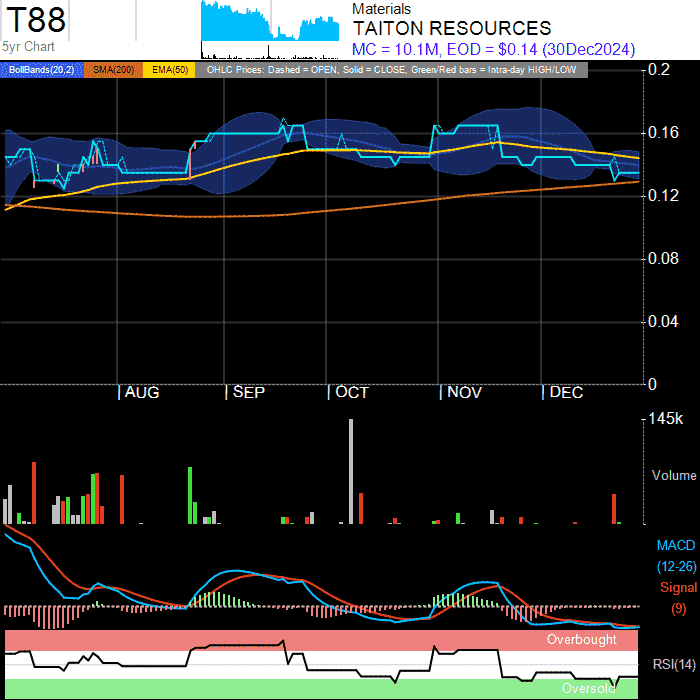 T88
5yr Chart
Materials
TAITON RESOURCES
MC = 10.1M, EOD = $0.14 (30Dec2024)
BollBands(20,2) SMA(200) EMA(50) OHLC Prices: Dashed = OPEN, Solid = CLOSE, Green/Red bars = Intra-day HIGH/LOW
0.2
0.16
0.12
0.08
0.04
0
AUG SEP OCT NOV DEC
145k
Volume
MACD
(12-26)
Signal
(9)
Overbought
RSI(14)
Oversold